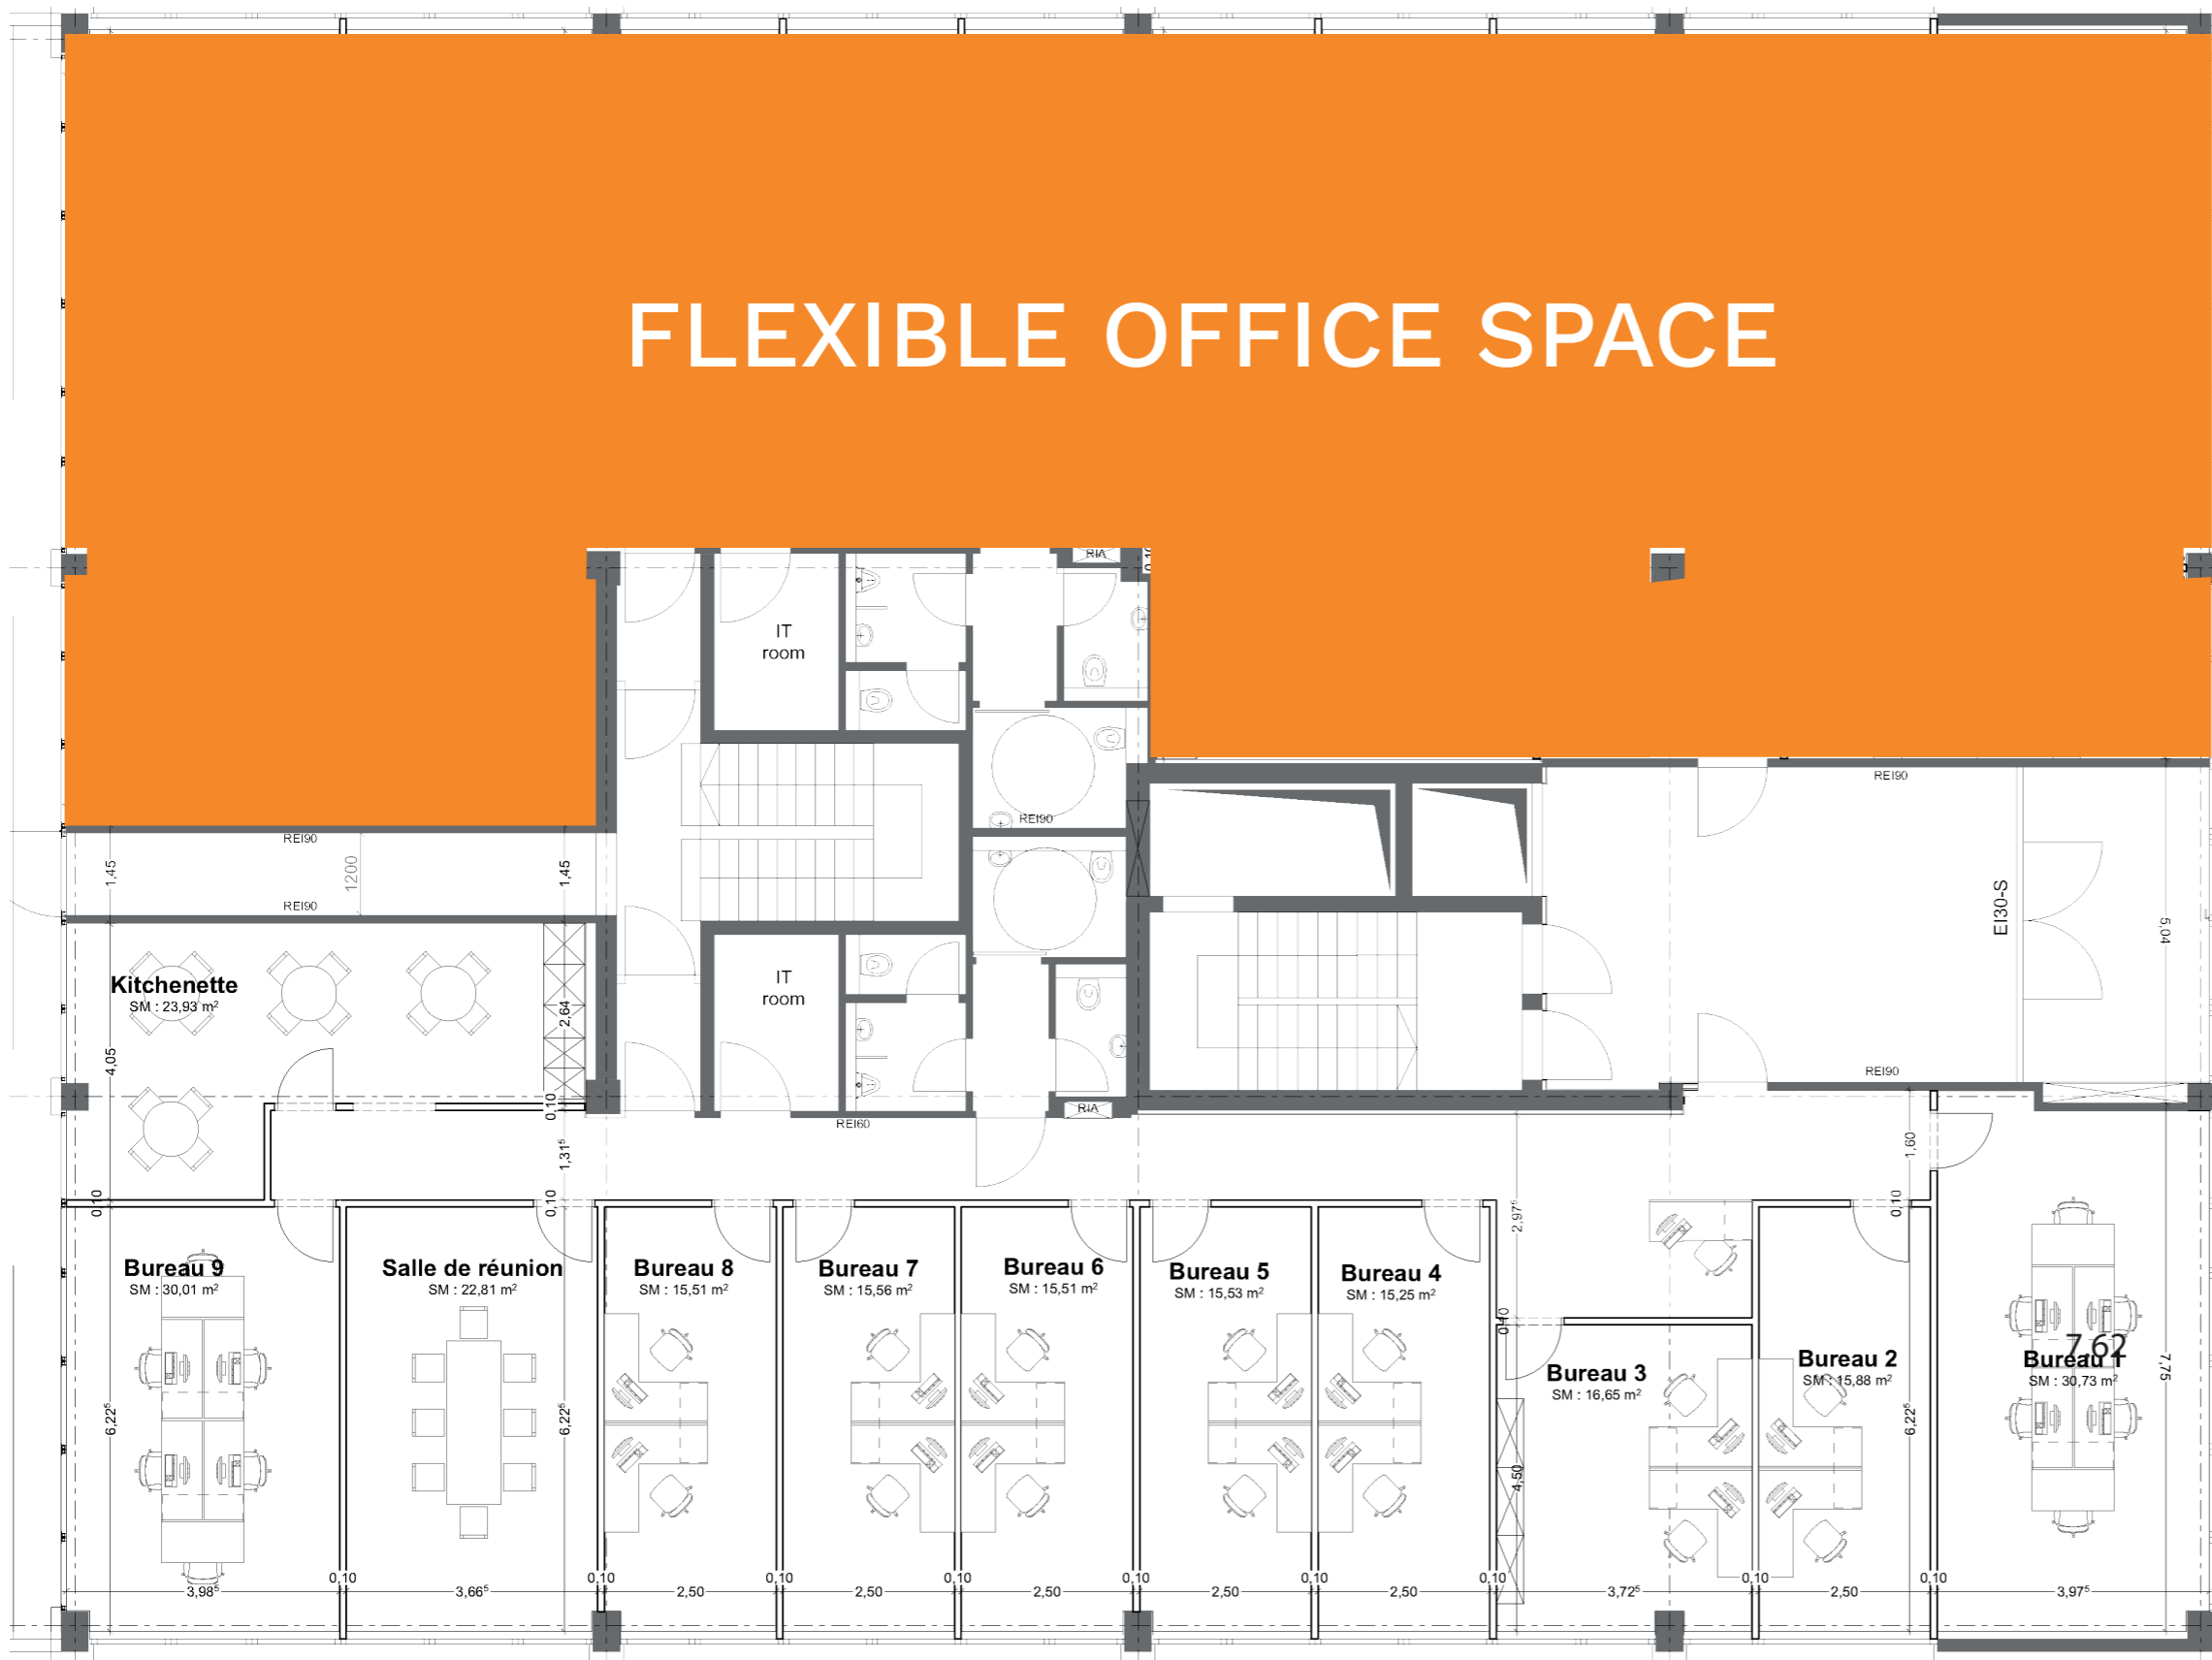 FLEXIBLE OFFICE SPACE
RIA
0,10
IT
room
REI90
REI90
REI90
1,45
1200
1,45
REI90
EI30-S
5,04
Kitchenette
SM : 23,93 m²
2,64
IT
room
4,05
REI90
0,10
RIA
REI60
1,31⁵
1,60
0,10
0,10
0,10
2,97⁵
Bureau 9
SM : 30,01 m²
Salle de réunion
SM : 22,81 m²
Bureau 8
SM : 15,51 m²
Bureau 7
SM : 15,56 m²
Bureau 6
SM : 15,51 m²
Bureau 5
SM : 15,53 m²
Bureau 4
SM : 15,25 m²
0,10
Bureau 3
SM : 16,65 m²
Bureau 2
SM : 15,88 m²
7,62
Bureau 1
SM : 30,73 m²
7,75
6,22⁵
6,22⁵
6,22⁵
4,50
0,10
0,10
0,10
0,10
0,10
0,10
0,10
0,10
0,10
3,98⁵
3,66⁵
2,50
2,50
2,50
2,50
2,50
3,72⁵
2,50
3,97⁵